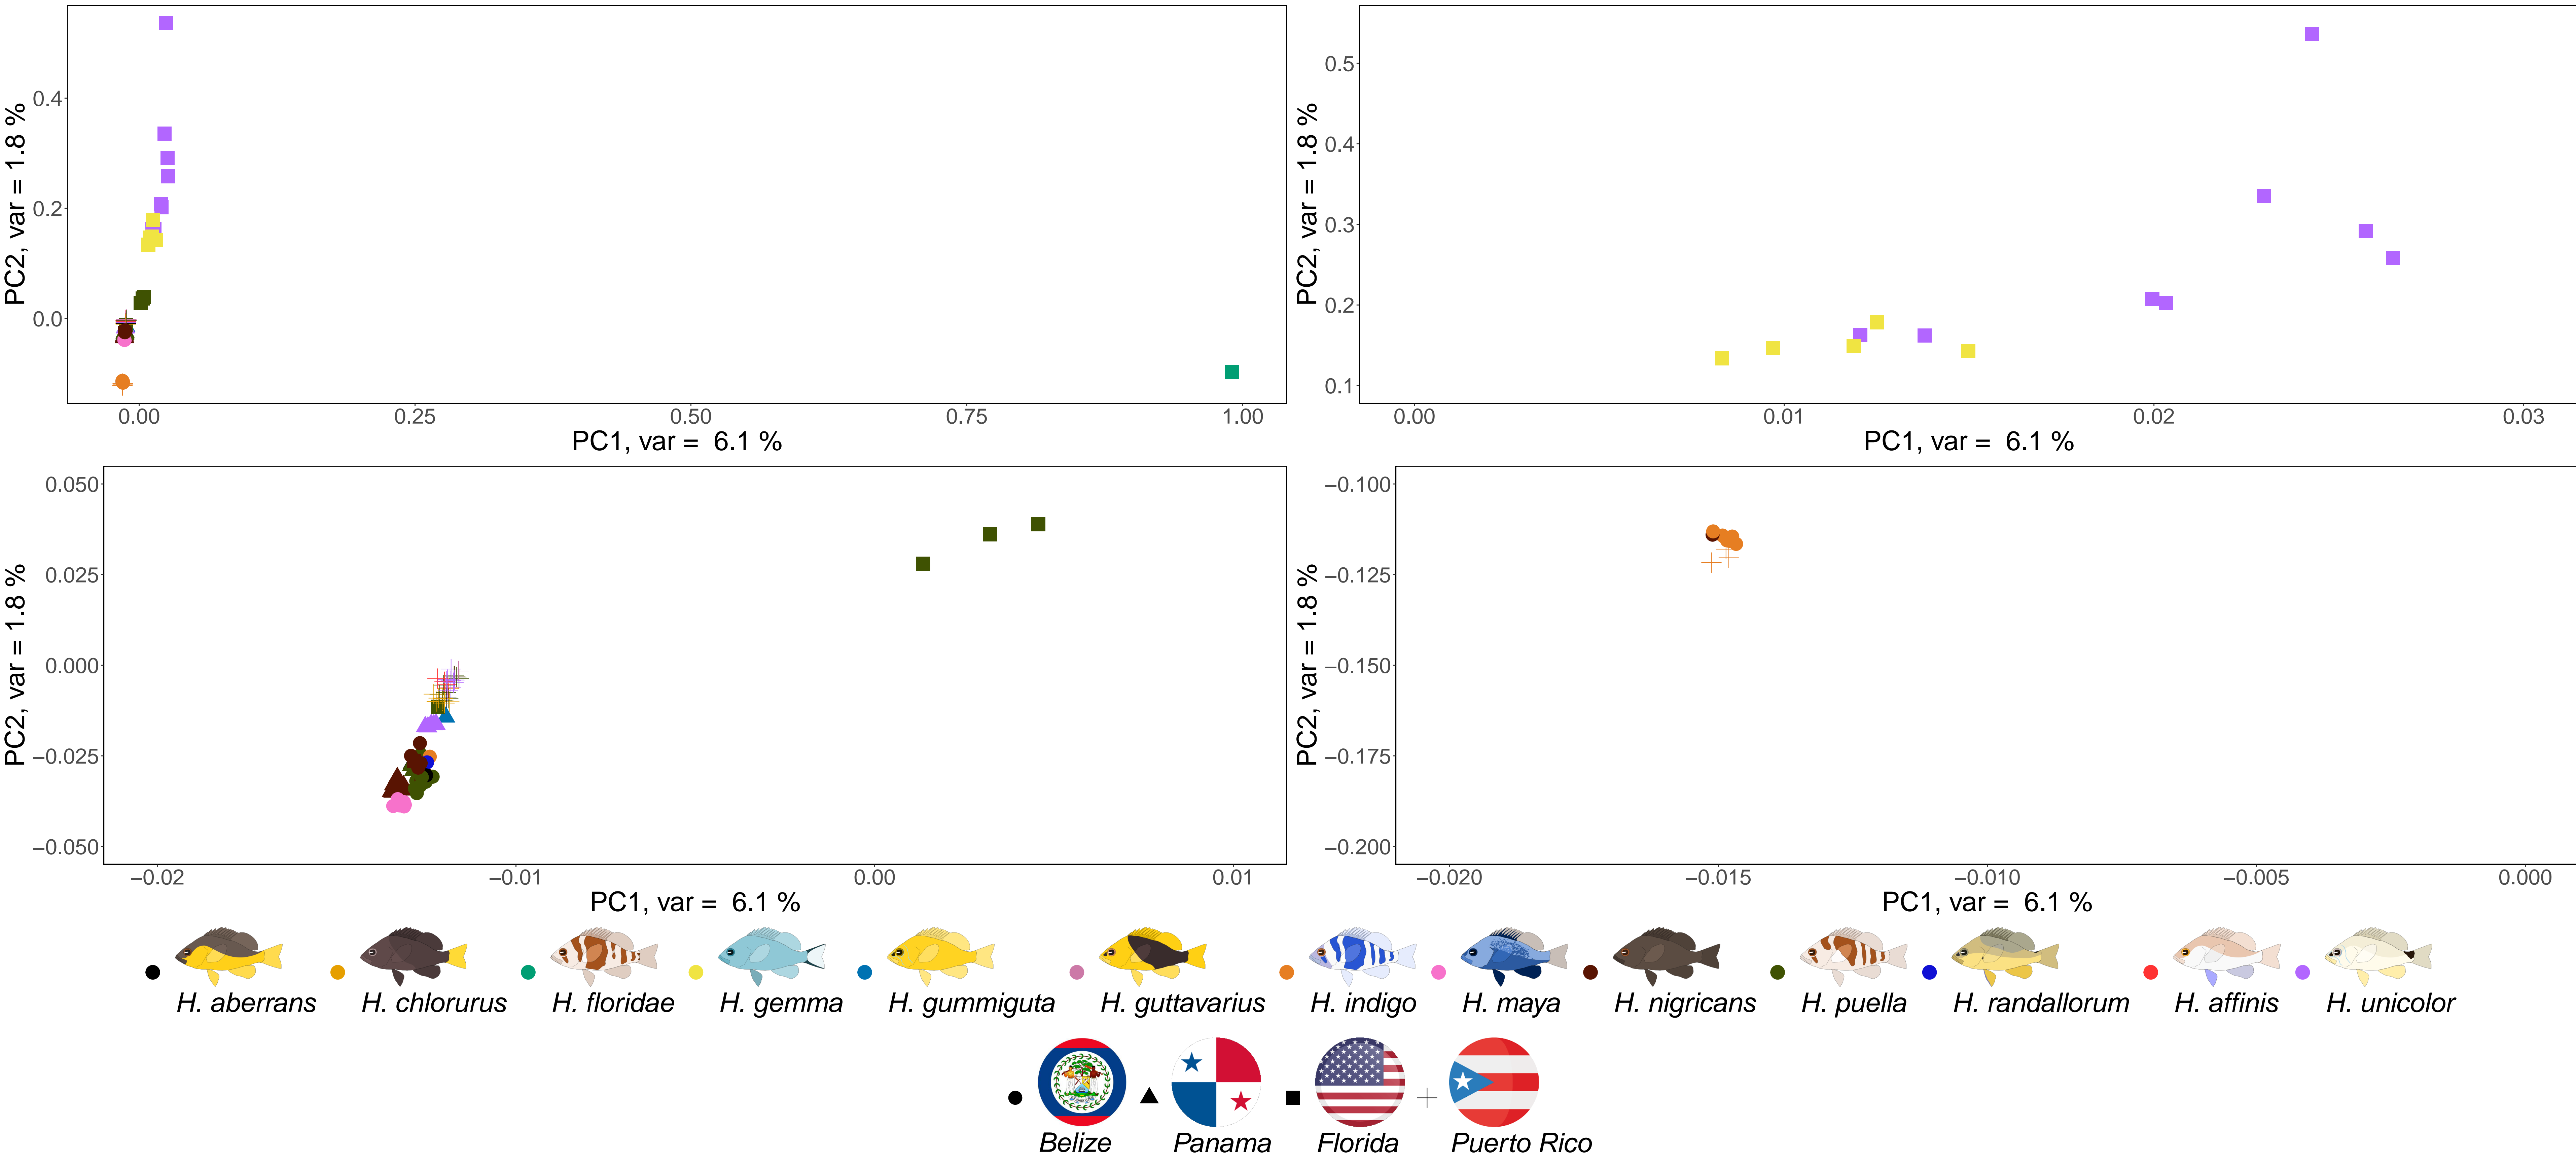 PC2, var = 1.8 %
0.4
0.2
0.0
0.00 0.25 0.50 0.75 1.00
PC1, var = 6.1 %
PC2, var = 1.8 %
0.5
0.4
0.3
0.2
0.1
0.00 0.01 0.02 0.03
PC1, var = 6.1 %
PC2, var = 1.8 %
0.050
0.025
0.000
−0.025
−0.050
−0.02 −0.01 0.00 0.01
PC1, var = 6.1 %
PC2, var = 1.8 %
−0.100
−0.125
−0.150
−0.175
−0.200
−0.020 −0.015 −0.010 −0.005 0.000
PC1, var = 6.1 %
H. aberrans H. chlorurus H. floridae H. gemma H. gummiguta H. guttavarius H. indigo H. maya H. nigricans H. puella H. randallorum H. affinis H. unicolor
Belize Panama Florida Puerto Rico